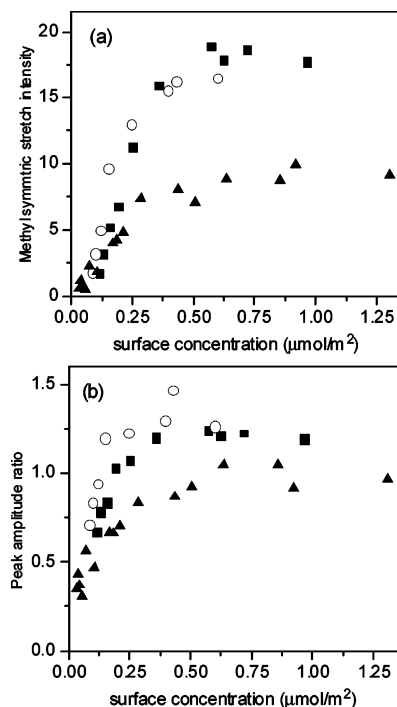 (a)
Methyl symmtric stretch intensity
20
15
10
5
0
0.00 0.25 0.50 0.75 1.00 1.25
surface concentration (μmol/m²)
(b)
Peak amplitude ratio
1.5
1.0
0.5
0.0
0.00 0.25 0.50 0.75 1.00 1.25
surface concentration (μmol/m²)